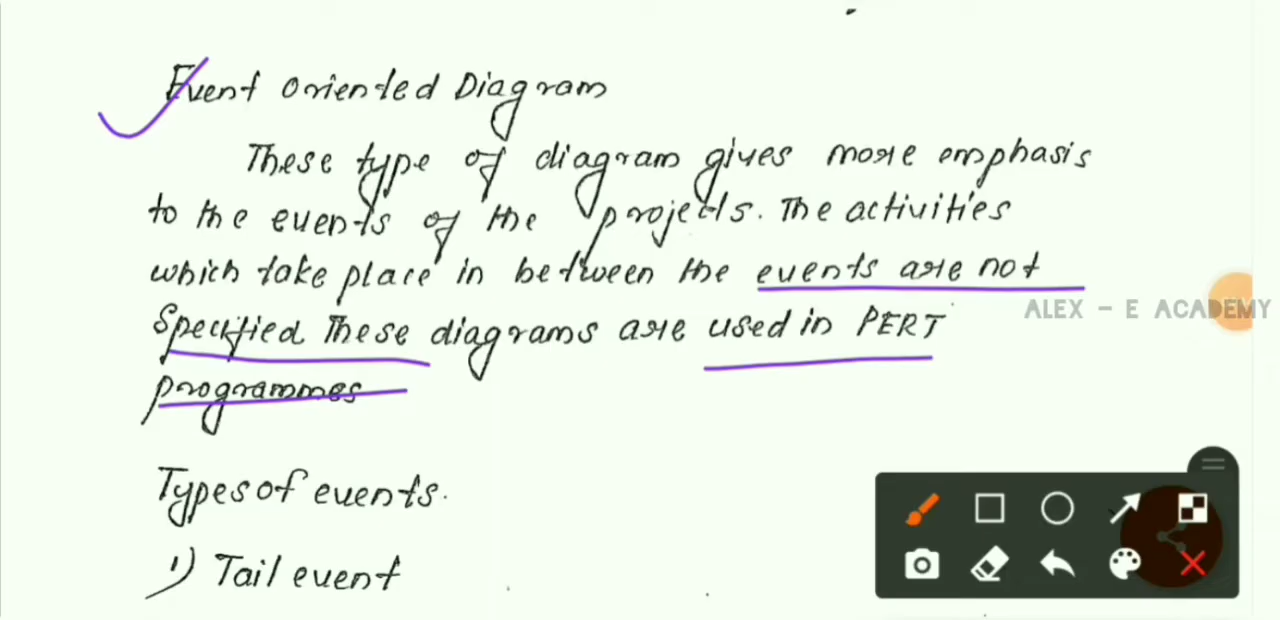 Event Oriented Diagram
These type of diagram gives more emphasis
to the events of the projects. The activities
which take place in between the events are not
Specified These diagrams are used in PERT
programmes
ALEX - E ACADEMY
Types of events.
1) Tail event